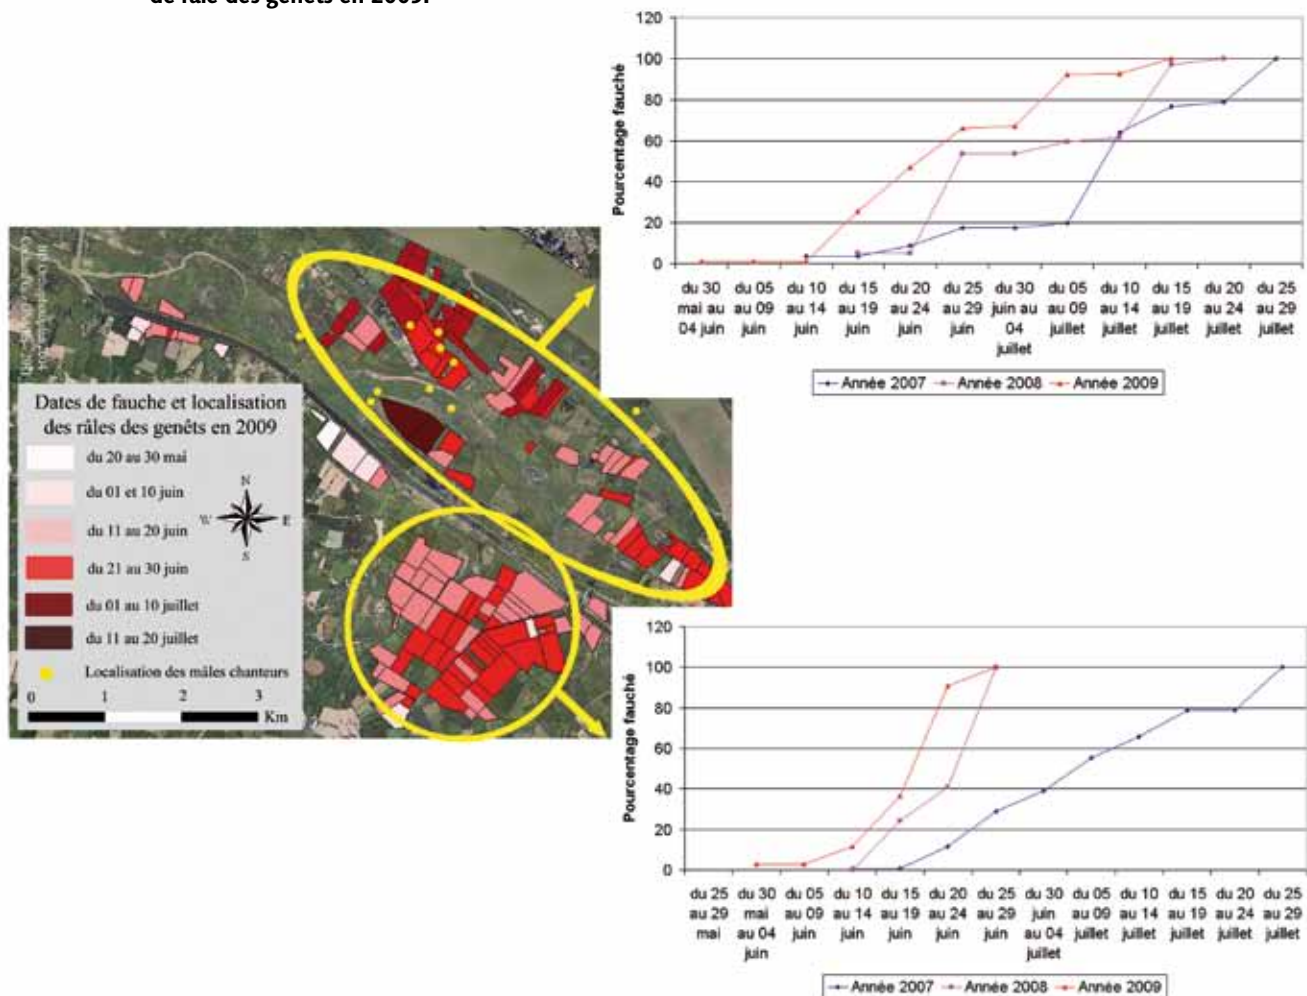 de râle des genêts en 2009.
120
100
80
60
40
20
0
Pourcentage fauché
du 30 mai au 04 juin
du 05 au 09 juin
du 10 au 14 juin
du 15 au 19 juin
du 20 au 24 juin
du 25 au 29 juin
du 30 juin au 04 juillet
du 05 au 09 juillet
du 10 au 14 juillet
du 15 au 19 juillet
du 20 au 24 juillet
du 25 au 29 juillet
Année 2007 Année 2008 Année 2009
Dates de fauche et localisation
des râles des genêts en 2009
du 20 au 30 mai
du 01 et 10 juin
du 11 au 20 juin
du 21 au 30 juin
du 01 au 10 juillet
du 11 au 20 juillet
Localisation des mâles chanteurs
0 1 2 3
Km
N
W E
S
120
100
80
60
40
20
0
Pourcentage fauché
du 25 au 29 mai
du 30 mai au 04 juin
du 05 au 09 juin
du 10 au 14 juin
du 15 au 19 juin
du 20 au 24 juin
du 25 au 29 juin
du 30 juin au 04 juillet
du 05 au 09 juillet
du 10 au 14 juillet
du 15 au 19 juillet
du 20 au 24 juillet
du 25 au 29 juillet
Année 2007 Année 2008 Année 2009